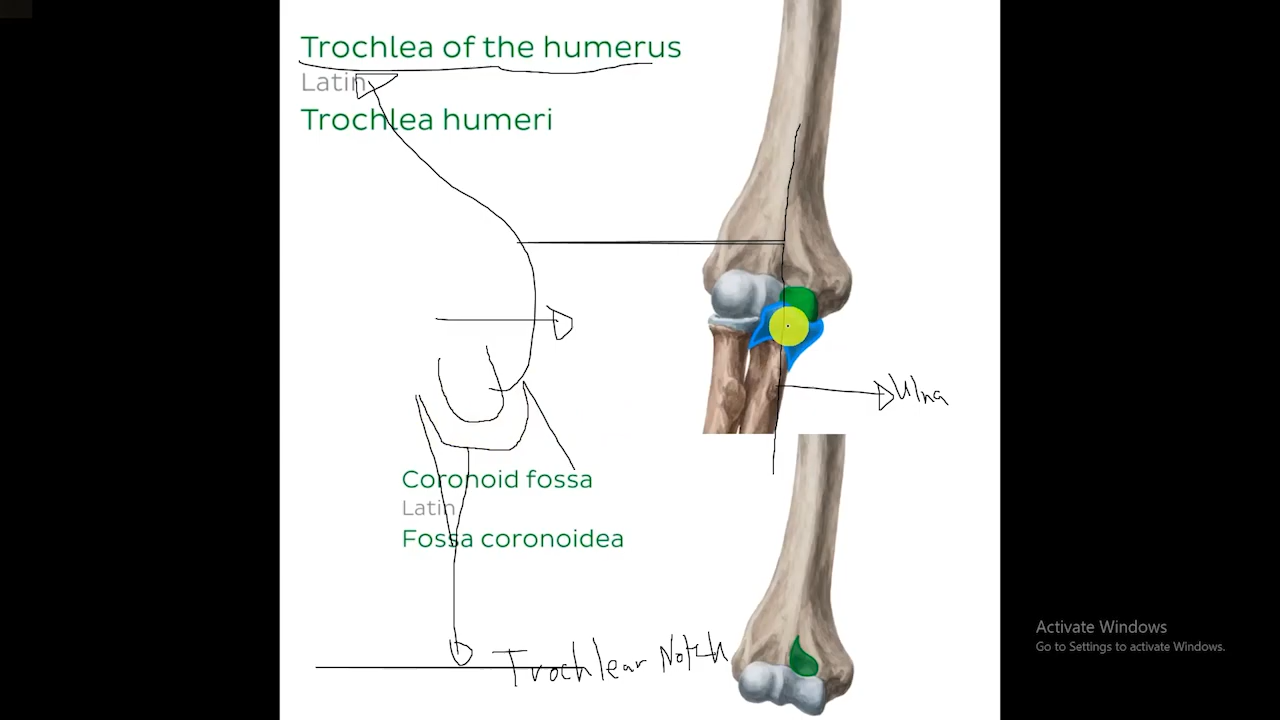 Trochlea of the humerus
Latin
Trochlea humeri
Ulna
Coronoid fossa
Latin
Fossa coronoidea
Trochlear Notch
Activate Windows
Go to Settings to activate Windows.